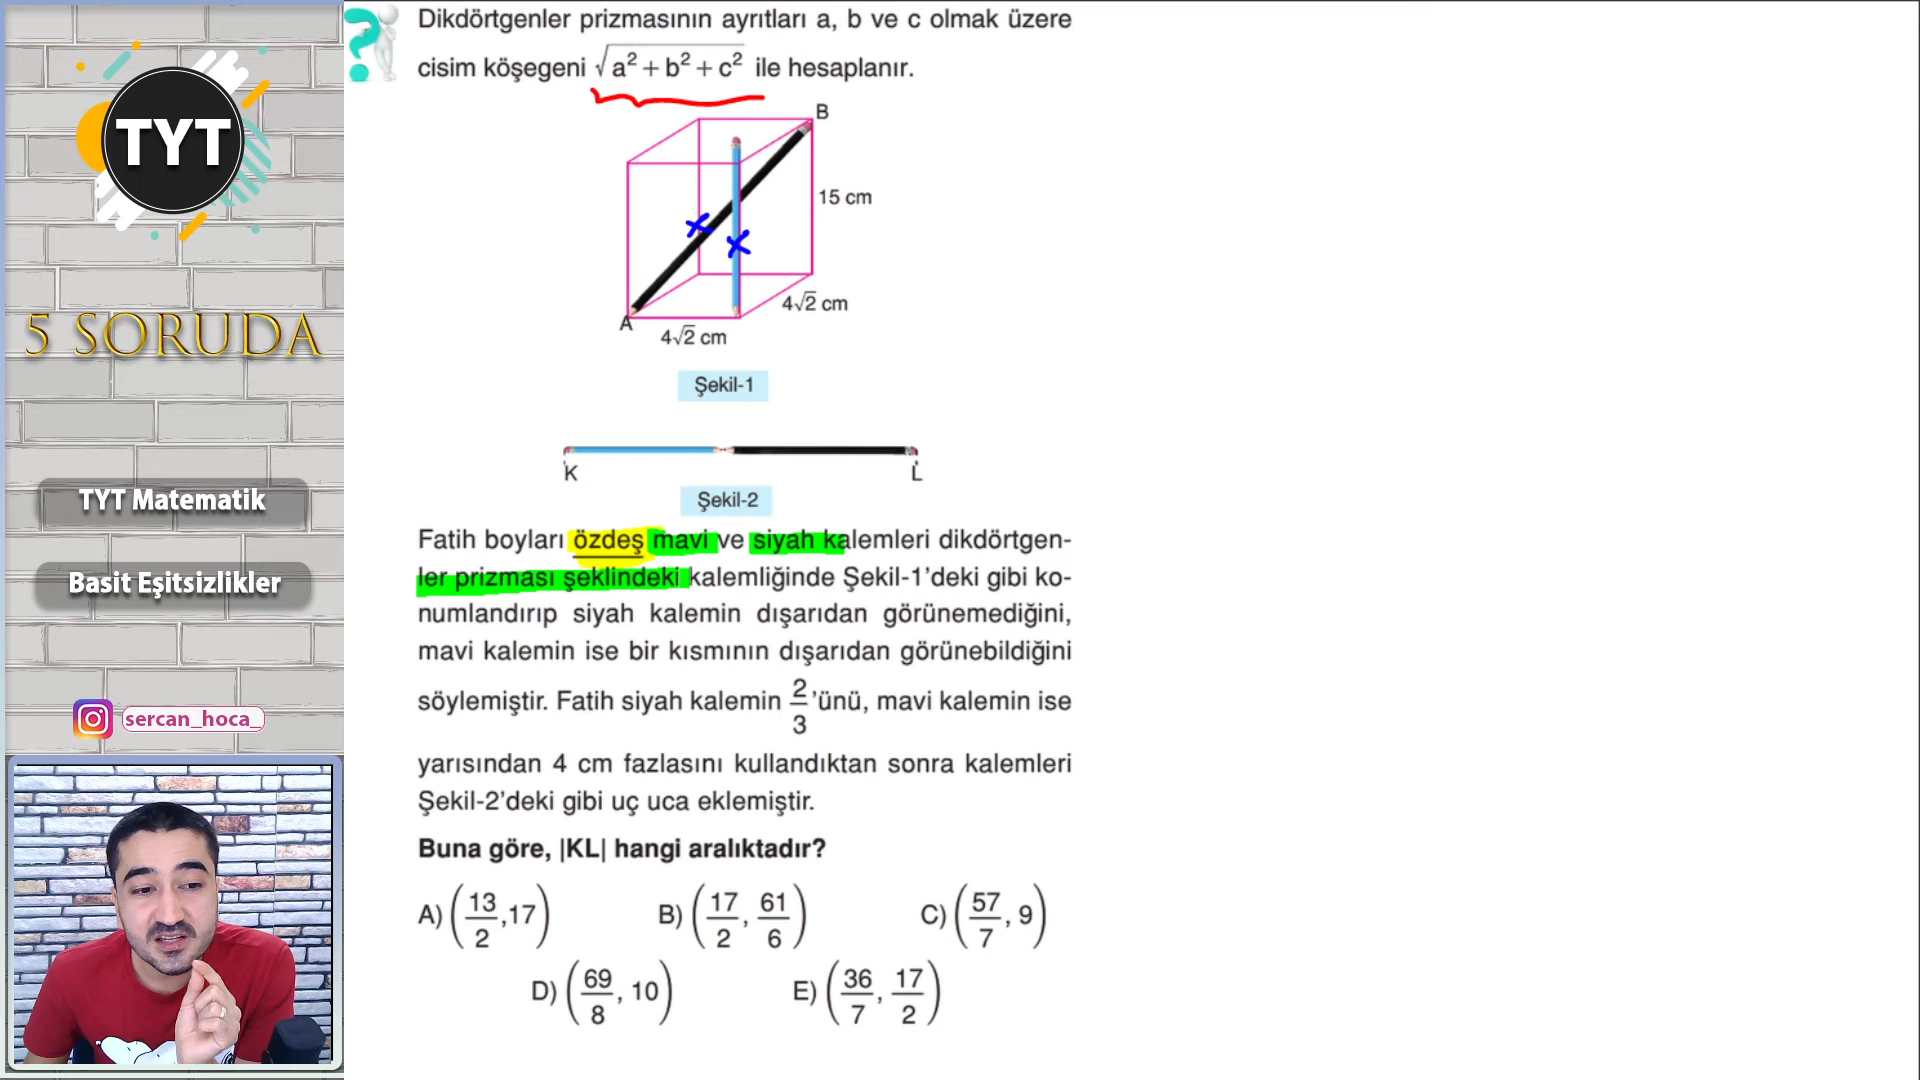 TYT
5 SORUDA
TYT Matematik
Basit Eşitsizlikler
sercan_hoca_
Dikdörtgenler prizmasının ayrıtları a, b ve c olmak üzere
cisim köşegeni √(a² + b² + c²) ile hesaplanır.
B
15 cm
4√2 cm
A
4√2 cm
Şekil-1
K L
Şekil-2
Fatih boyları özdeş mavi ve siyah kalemleri dikdörtgen-
ler prizması şeklindeki kalemliğinde Şekil-1’deki gibi ko-
numlandırıp siyah kalemin dışarıdan görünemediğini,
mavi kalemin ise bir kısmının dışarıdan görünebildiğini
söylemiştir. Fatih siyah kalemin 2/3 ’ünü, mavi kalemin ise
yarısından 4 cm fazlasını kullandıktan sonra kalemleri
Şekil-2’deki gibi uç uca eklemiştir.
Buna göre, |KL| hangi aralıktadır?
A) (13/2, 17) B) (17/2, 61/6) C) (57/7, 9)
D) (69/8, 10) E) (36/7, 17/2)